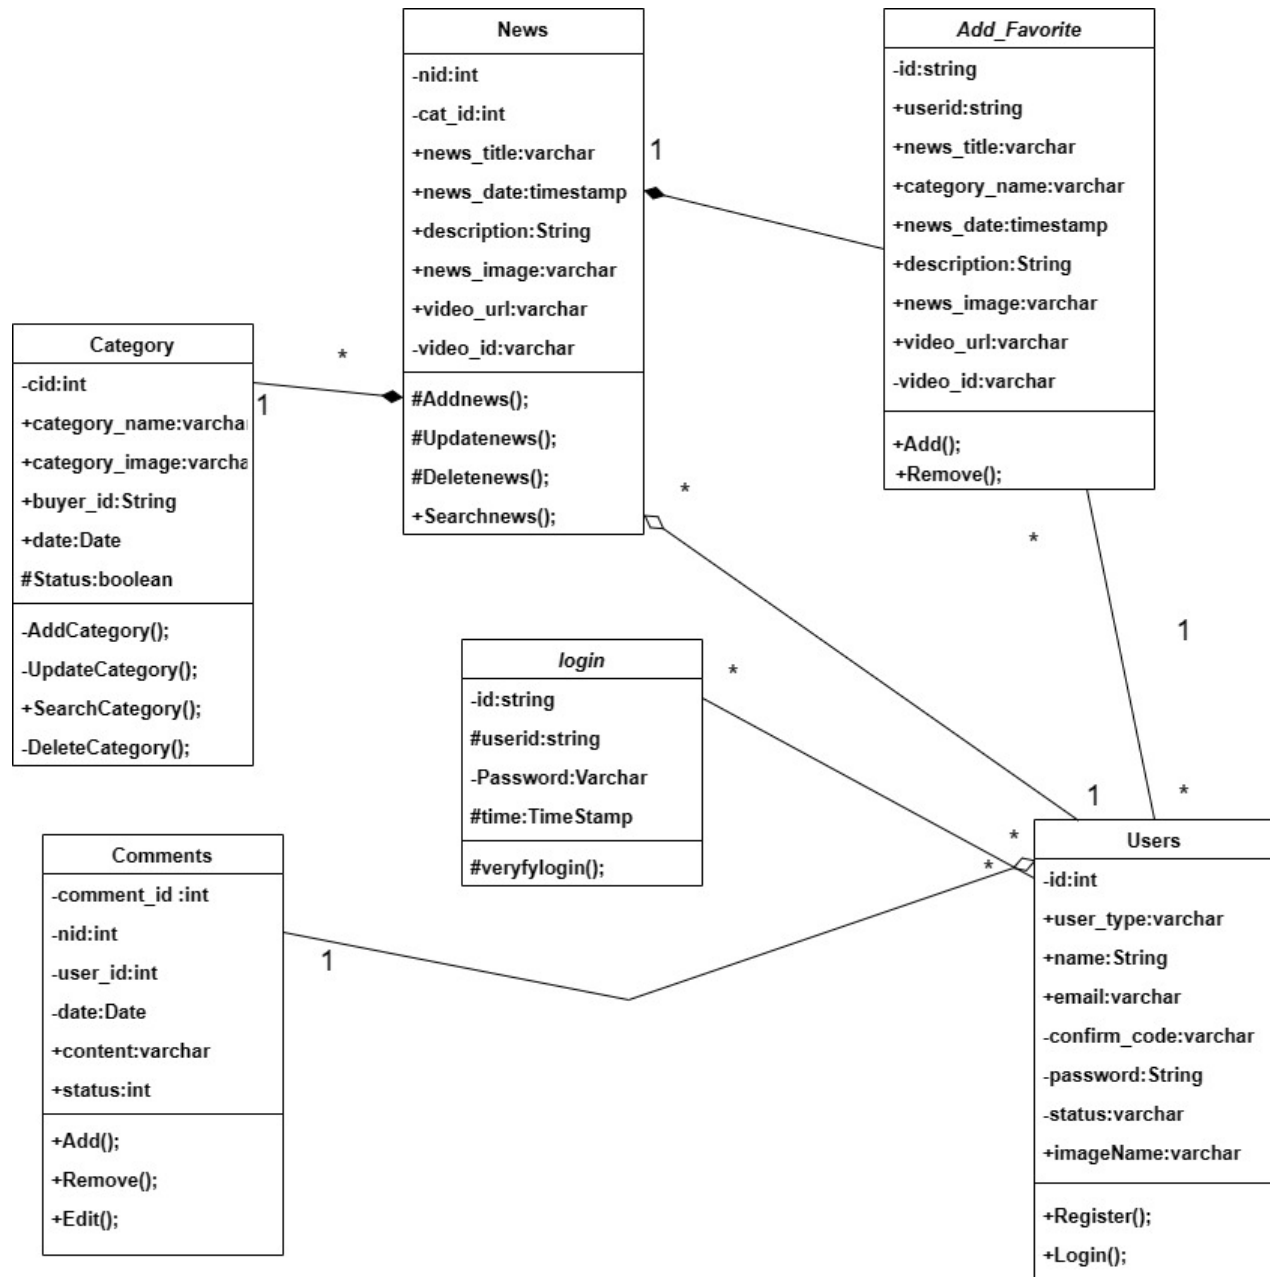 News
-nid:int
-cat_id:int
+news_title:varchar
+news_date:timestamp
+description:String
+news_image:varchar
+video_url:varchar
-video_id:varchar
#Addnews();
#Updatenews();
#Deletenews();
+Searchnews();
1
*
Add_Favorite
-id:string
+userid:string
+news_title:varchar
+category_name:varchar
+news_date:timestamp
+description:String
+news_image:varchar
+video_url:varchar
-video_id:varchar
+Add();
+Remove();
*
1
*
Category
-cid:int
+category_name:varcha
+category_image:varcha
+buyer_id:String
+date:Date
#Status:boolean
-AddCategory();
-UpdateCategory();
+SearchCategory();
-DeleteCategory();
*
1
login
-id:string
#userid:string
-Password:Varchar
#time:TimeStamp
#veryfylogin();
*
Comments
-comment_id :int
-nid:int
-user_id:int
-date:Date
+content:varchar
+status:int
+Add();
+Remove();
+Edit();
1
1
*
*
Users
-id:int
+user_type:varchar
+name:String
+email:varchar
-confirm_code:varchar
-password:String
-status:varchar
+imageName:varchar
+Register();
+Login();